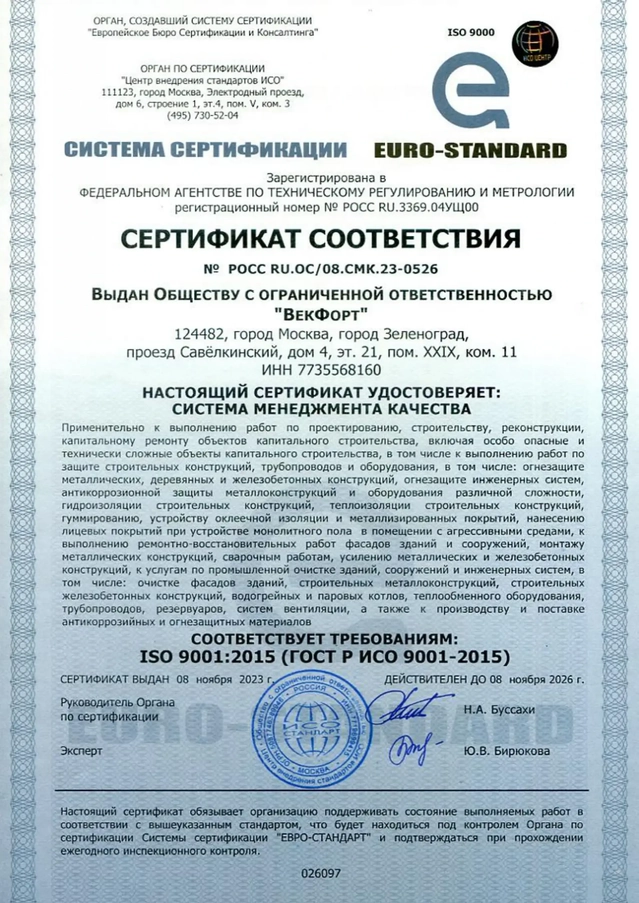 ОРГАН, СОЗДАВШИЙ СИСТЕМУ СЕРТИФИКАЦИИ
"Европейское Бюро Сертификации и Консалтинга"
ISO 9000
ИСО ЦЕНТР
ОРГАН ПО СЕРТИФИКАЦИИ
"Центр внедрения стандартов ИСО"
111123, город Москва, Электродный проезд,
дом 6, строение 1, эт.4, пом. V, ком. 3
(495) 730-52-04
СИСТЕМА СЕРТИФИКАЦИИ EURO-STANDARD
Зарегистрирована в
ФЕДЕРАЛЬНОМ АГЕНТСТВЕ ПО ТЕХНИЧЕСКОМУ РЕГУЛИРОВАНИЮ И МЕТРОЛОГИИ
регистрационный номер № РОСС RU.3369.04УЩ00
СЕРТИФИКАТ СООТВЕТСТВИЯ
№ РОСС RU.ОС/08.СМК.23-0526
Выдан Обществу с ограниченной ответственностью
"ВекФорт"
124482, город Москва, город Зеленоград,
проезд Савёлкинский, дом 4, эт. 21, пом. XXIX, ком. 11
ИНН 7735568160
НАСТОЯЩИЙ СЕРТИФИКАТ УДОСТОВЕРЯЕТ:
СИСТЕМА МЕНЕДЖМЕНТА КАЧЕСТВА
Применительно к выполнению работ по проектированию, строительству, реконструкции,
капитальному ремонту объектов капитального строительства, включая особо опасные и
технически сложные объекты капитального строительства, в том числе к выполнению работ по
защите строительных конструкций, трубопроводов и оборудования, в том числе: огнезащите
металлических, деревянных и железобетонных конструкций, огнезащите инженерных систем,
антикоррозионной защиты металлоконструкций и оборудования различной сложности,
гидроизоляции строительных конструкций, теплоизоляции строительных конструкций,
гуммированию, устройству оклеечной изоляции и металлизированных покрытий, нанесению
лицевых покрытий при устройстве монолитного пола в помещении с агрессивными средами, к
выполнению ремонтно-восстановительных работ фасадов зданий и сооружений, монтажу
металлических конструкций, сварочным работам, усилению металлических и железобетонных
конструкций, к услугам по промышленной очистке зданий, сооружений и инженерных систем, в
том числе: очистке фасадов зданий, строительных металлоконструкций, строительных
железобетонных конструкций, водогрейных и паровых котлов, теплообменного оборудования,
трубопроводов, резервуаров, систем вентиляции, а также к производству и поставке
антикоррозийных и огнезащитных материалов
СООТВЕТСТВУЕТ ТРЕБОВАНИЯМ:
ISO 9001:2015 (ГОСТ Р ИСО 9001-2015)
СЕРТИФИКАТ ВЫДАН 08 ноября 2023 г.
ДЕЙСТВИТЕЛЕН ДО 08 ноября 2026 г.
Руководитель Органа
по сертификации
Н.А. Буссахи
Эксперт
Ю.В. Бирюкова
РОССИЯ
ИСО
СТАНДАРТ
МОСКВА
Настоящий сертификат обязывает организацию поддерживать состояние выполняемых работ в
соответствии с вышеуказанным стандартом, что будет находиться под контролем Органа по
сертификации Системы сертификации "ЕВРО-СТАНДАРТ" и подтверждаться при прохождении
ежегодного инспекционного контроля.
026097